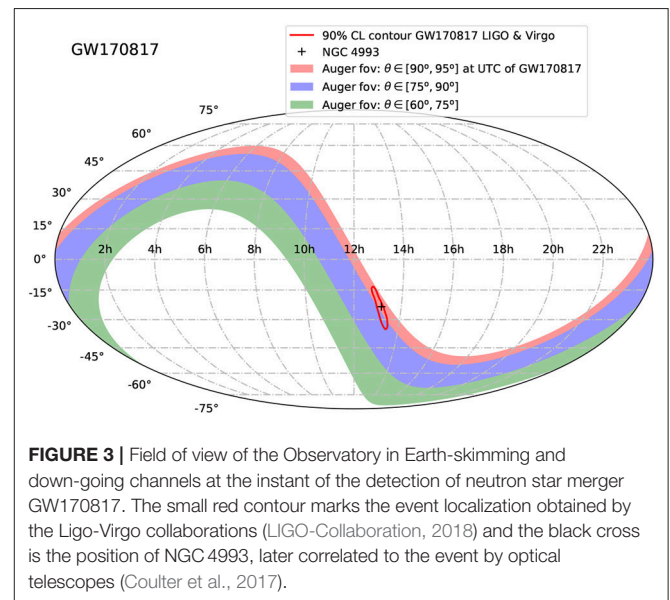 GW170817
90% CL contour GW170817 LIGO & Virgo
NGC 4993
Auger fov: θ ∈ [90°, 95°] at UTC of GW170817
Auger fov: θ ∈ [75°, 90°]
Auger fov: θ ∈ [60°, 75°]
75°
60°
45°
30°
15°
0°
2h 4h 6h 8h 10h 12h 14h 16h 18h 20h 22h
-15°
-30°
-45°
-60°
-75°
FIGURE 3 | Field of view of the Observatory in Earth-skimming and
down-going channels at the instant of the detection of neutron star merger
GW170817. The small red contour marks the event localization obtained by
the Ligo-Virgo collaborations (LIGO-Collaboration, 2018) and the black cross
is the position of NGC 4993, later correlated to the event by optical
telescopes (Coulter et al., 2017).